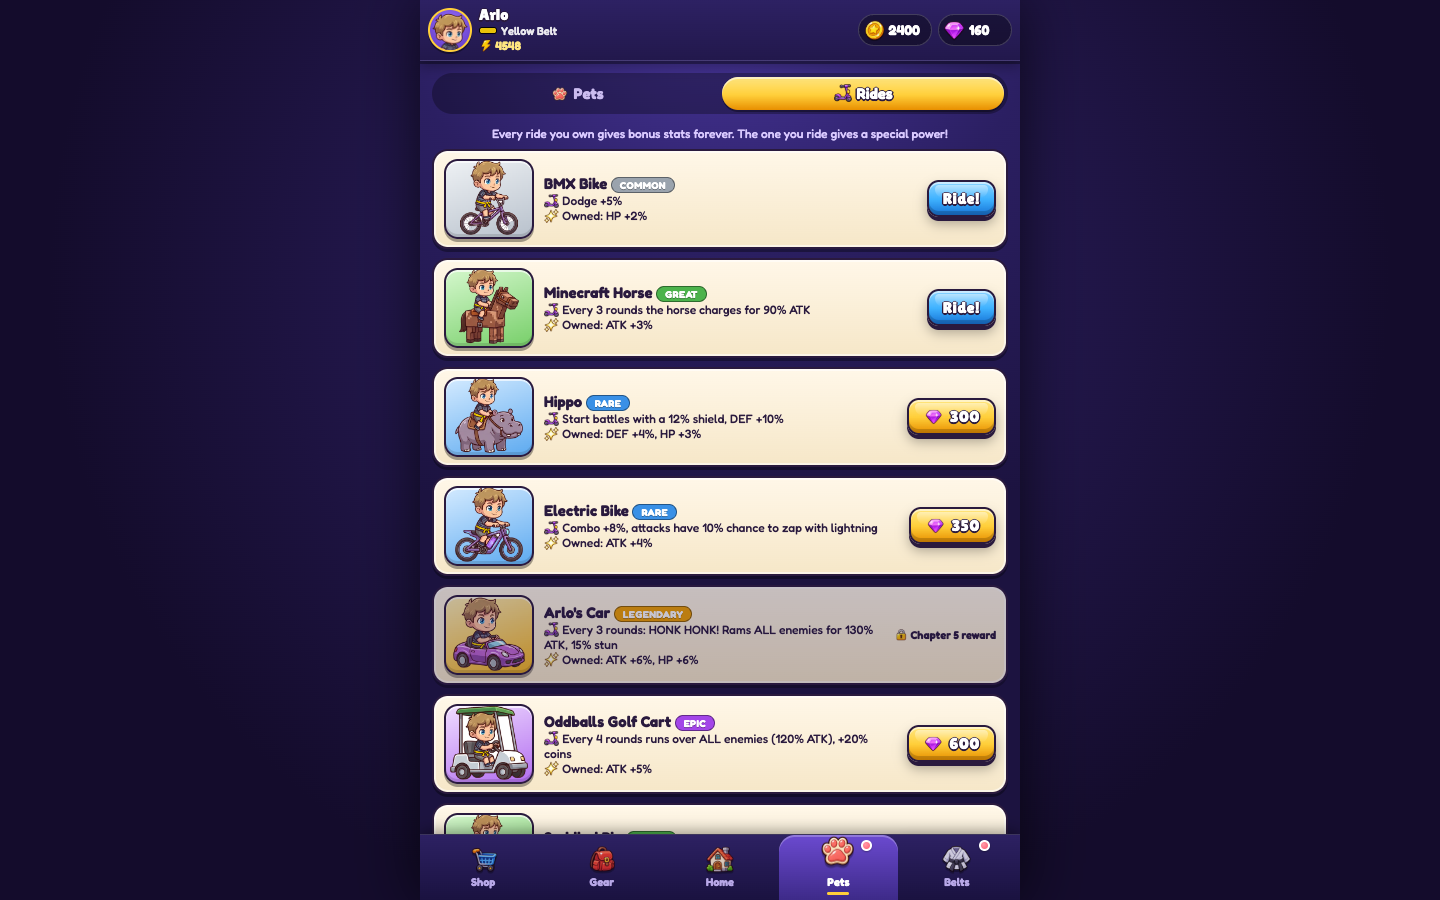 Arlo
Yellow Belt
4548
2400
160
Pets
Rides
Every ride you own gives bonus stats forever. The one you ride gives a special power!
BMX Bike COMMON
Dodge +5%
Owned: HP +2%
Ride!
Minecraft Horse GREAT
Every 3 rounds the horse charges for 90% ATK
Owned: ATK +3%
Ride!
Hippo RARE
Start battles with a 12% shield, DEF +10%
Owned: DEF +4%, HP +3%
300
Electric Bike RARE
Combo +8%, attacks have 10% chance to zap with lightning
Owned: ATK +4%
350
Arlo's Car LEGENDARY
Every 3 rounds: HONK HONK! Rams ALL enemies for 130%
ATK, 15% stun
Owned: ATK +6%, HP +6%
Chapter 5 reward
Oddballs Golf Cart EPIC
Every 4 rounds runs over ALL enemies (120% ATK), +20%
coins
Owned: ATK +5%
600
Shop
Gear
Home
Pets
Belts